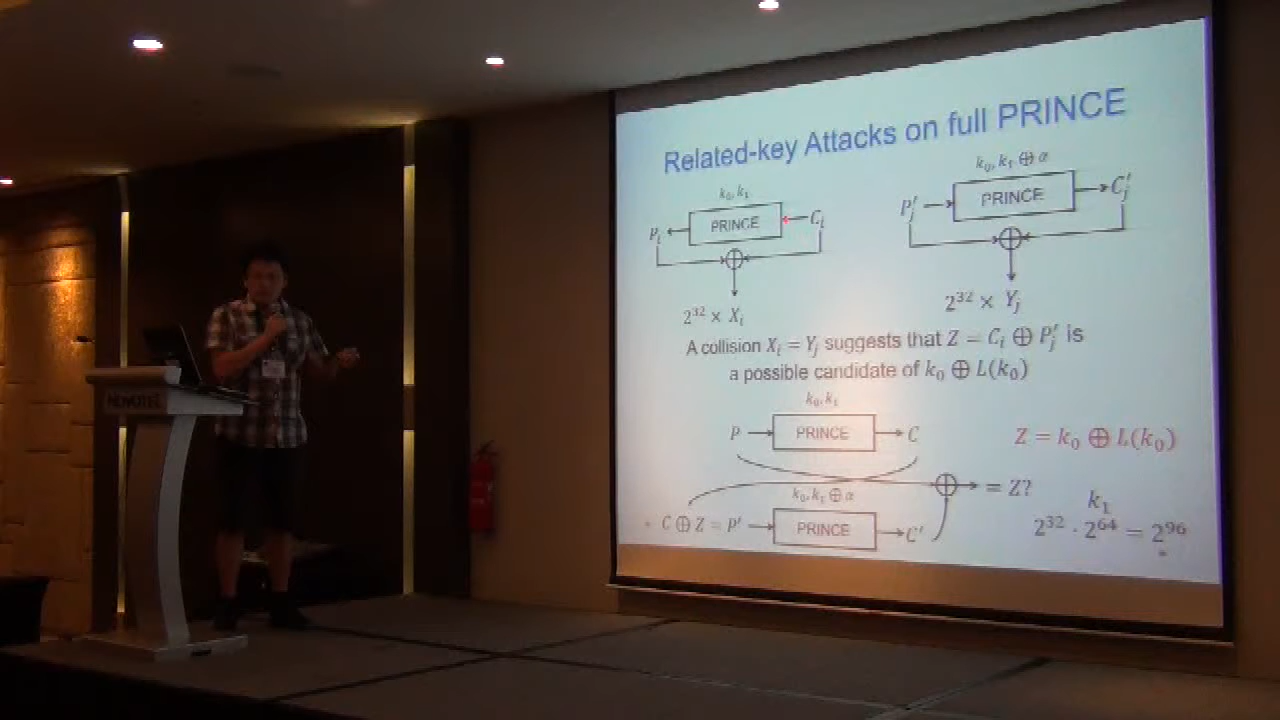 Related-key Attacks on full PRINCE
k₀, k₁
Pᵢ PRINCE Cᵢ
2³² × Xᵢ
k₀, k₁ ⊕ α
P′ⱼ PRINCE C′ⱼ
2³² × Yⱼ
A collision Xᵢ = Yⱼ suggests that Z = Cᵢ ⊕ P′ⱼ is
a possible candidate of k₀ ⊕ L(k₀)
k₀, k₁
P PRINCE C
Z = k₀ ⊕ L(k₀)
= Z?
k₀, k₁ ⊕ α
C ⊕ Z = P′ PRINCE C′
k₁
2³² · 2⁶⁴ = 2⁹⁶
NOVOTEL